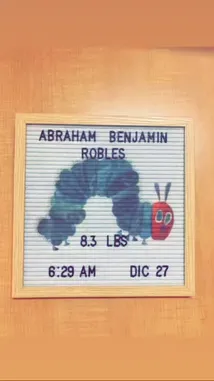 ABRAHAM BENJAMIN
ROBLES
8.3 LBS
6:29 AM DIC 27